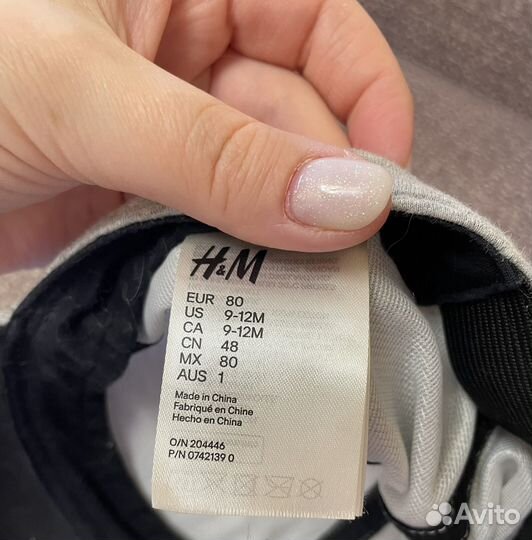 H&M
EUR 80
US 9-12M
CA 9-12M
CN 48
MX 80
AUS 1
Made in China
Fabriqué en Chine
Hecho en China
O/N 204446
P/N 0742139 0
Avito